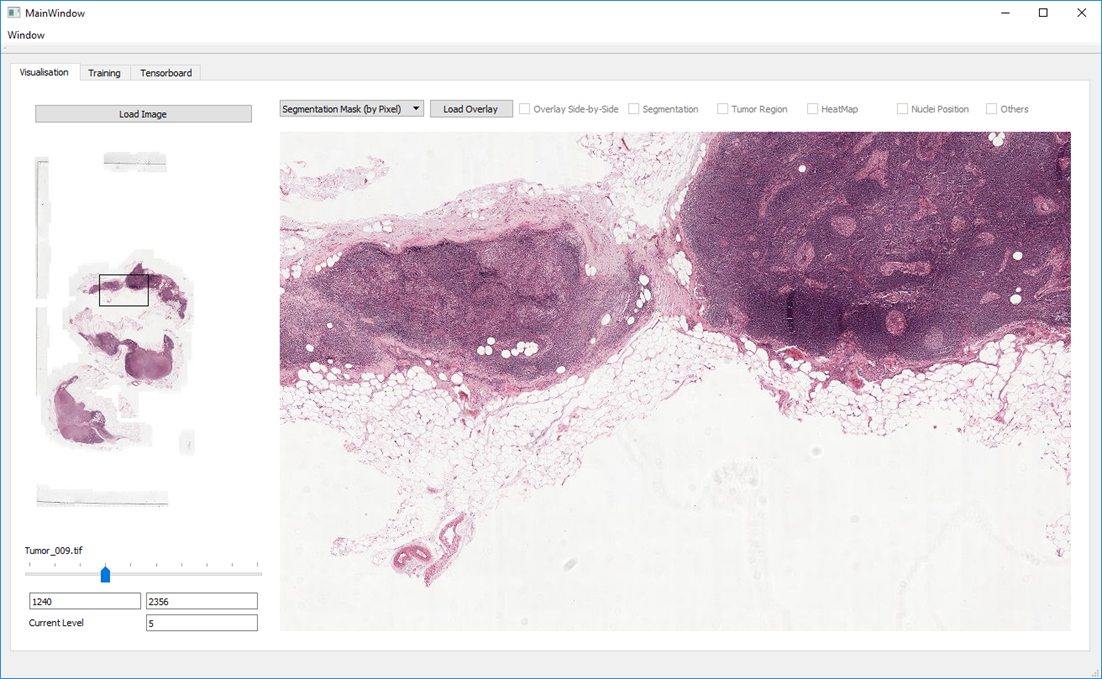 MainWindow
Window
Visualisation Training Tensorboard
Load Image
Segmentation Mask (by Pixel) Load Overlay Overlay Side-by-Side Segmentation Tumor Region HeatMap Nuclei Position Others
Tumor_009.tif
1240 2356
Current Level 5